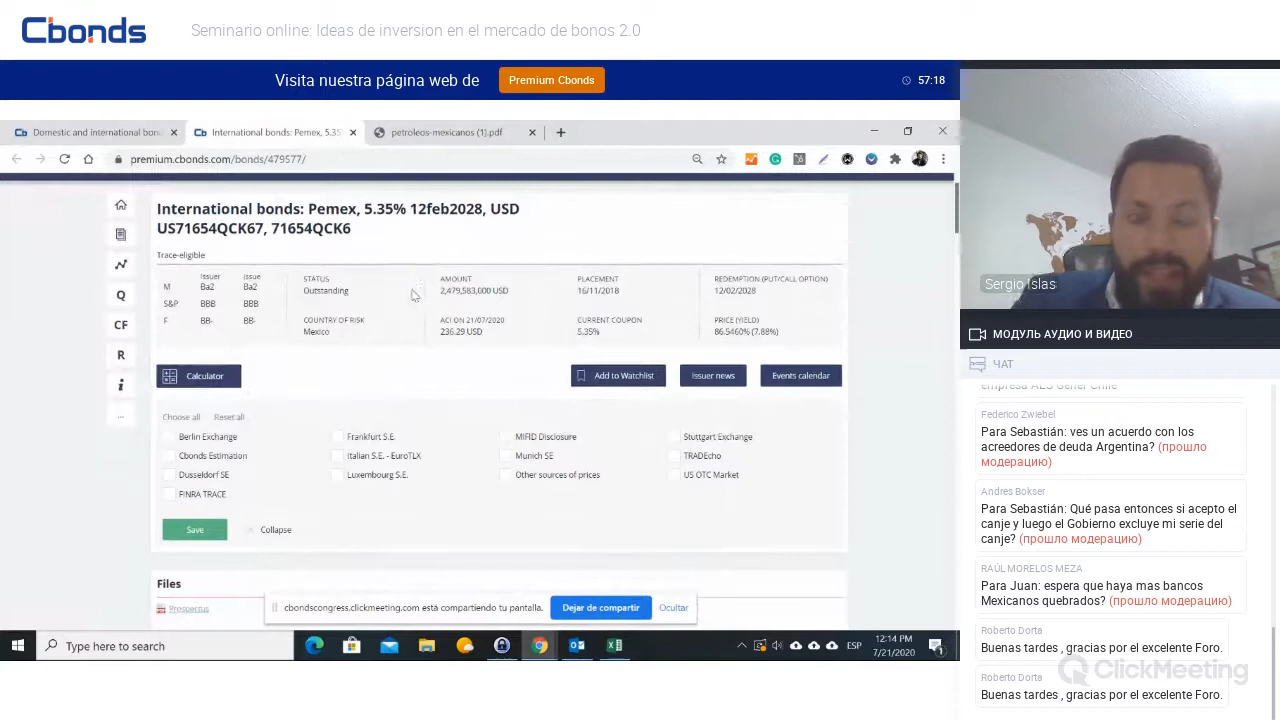 Cbonds
Seminario online: Ideas de inversion en el mercado de bonos 2.0
Visita nuestra página web de
Premium Cbonds
57:18
Domestic and international bon
International bonds: Pemex, 5.35%
petroleos-mexicanos (1).pdf
premium.cbonds.com/bonds/479577/
International bonds: Pemex, 5.35% 12feb2028, USD
US71654QCK67, 71654QCK6
Trace-eligible
Issuer Issue
M Ba2 Ba2
S&P BBB BBB
F BB- BB-
STATUS
Outstanding
AMOUNT
2,479,583,000 USD
PLACEMENT
16/11/2018
REDEMPTION (PUT/CALL OPTION)
12/02/2028
COUNTRY OF RISK
Mexico
ACI ON 21/07/2020
236.29 USD
CURRENT COUPON
5.35%
PRICE (YIELD)
86.5460% (7.88%)
Q
CF
R
i
...
Calculator
Add to Watchlist
Issuer news
Events calendar
Choose all Reset all
Berlin Exchange
Frankfurt S.E.
MIFID Disclosure
Stuttgart Exchange
Cbonds Estimation
Italian S.E. - EuroTLX
Munich SE
TRADEcho
Dusseldorf SE
Luxembourg S.E.
Other sources of prices
US OTC Market
FINRA TRACE
Save
Collapse
Files
Prospectus
cbondscongress.clickmeeting.com está compartiendo tu pantalla.
Dejar de compartir
Ocultar
Type here to search
ESP
12:14 PM
7/21/2020
1
Sergio Islas
МОДУЛЬ АУДИО И ВИДЕО
ЧАТ
empresa AES Gener Chile
Federico Zwiebel
Para Sebastián: ves un acuerdo con los
acreedores de deuda Argentina? (прошло
модерацию)
Andres Bokser
Para Sebastián: Qué pasa entonces si acepto el
canje y luego el Gobierno excluye mi serie del
canje? (прошло модерацию)
RAÚL MORELOS MEZA
Para Juan: espera que haya mas bancos
Mexicanos quebrados? (прошло модерацию)
Roberto Dorta
Buenas tardes , gracias por el excelente Foro.
Roberto Dorta
Buenas tardes , gracias por el excelente Foro.
ClickMeeting